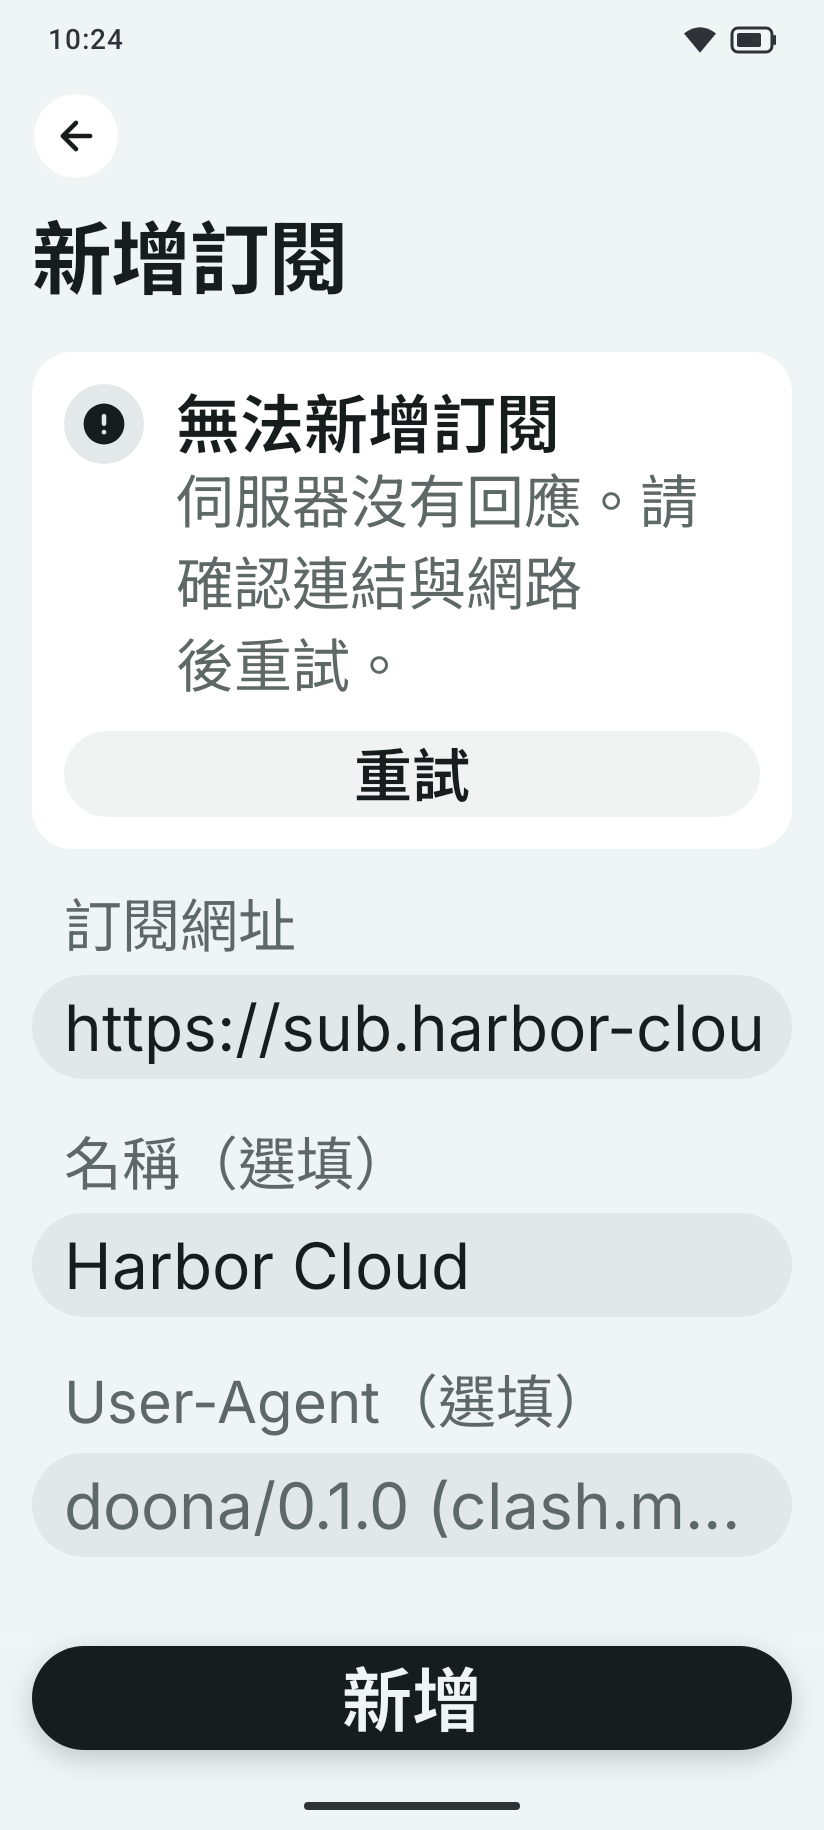 10:24
新增訂閱
無法新增訂閱
伺服器沒有回應。請
確認連結與網路
後重試。
重試
訂閱網址
https://sub.harbor-clou
名稱（選填）
Harbor Cloud
User-Agent（選填）
doona/0.1.0 (clash.m...
新增